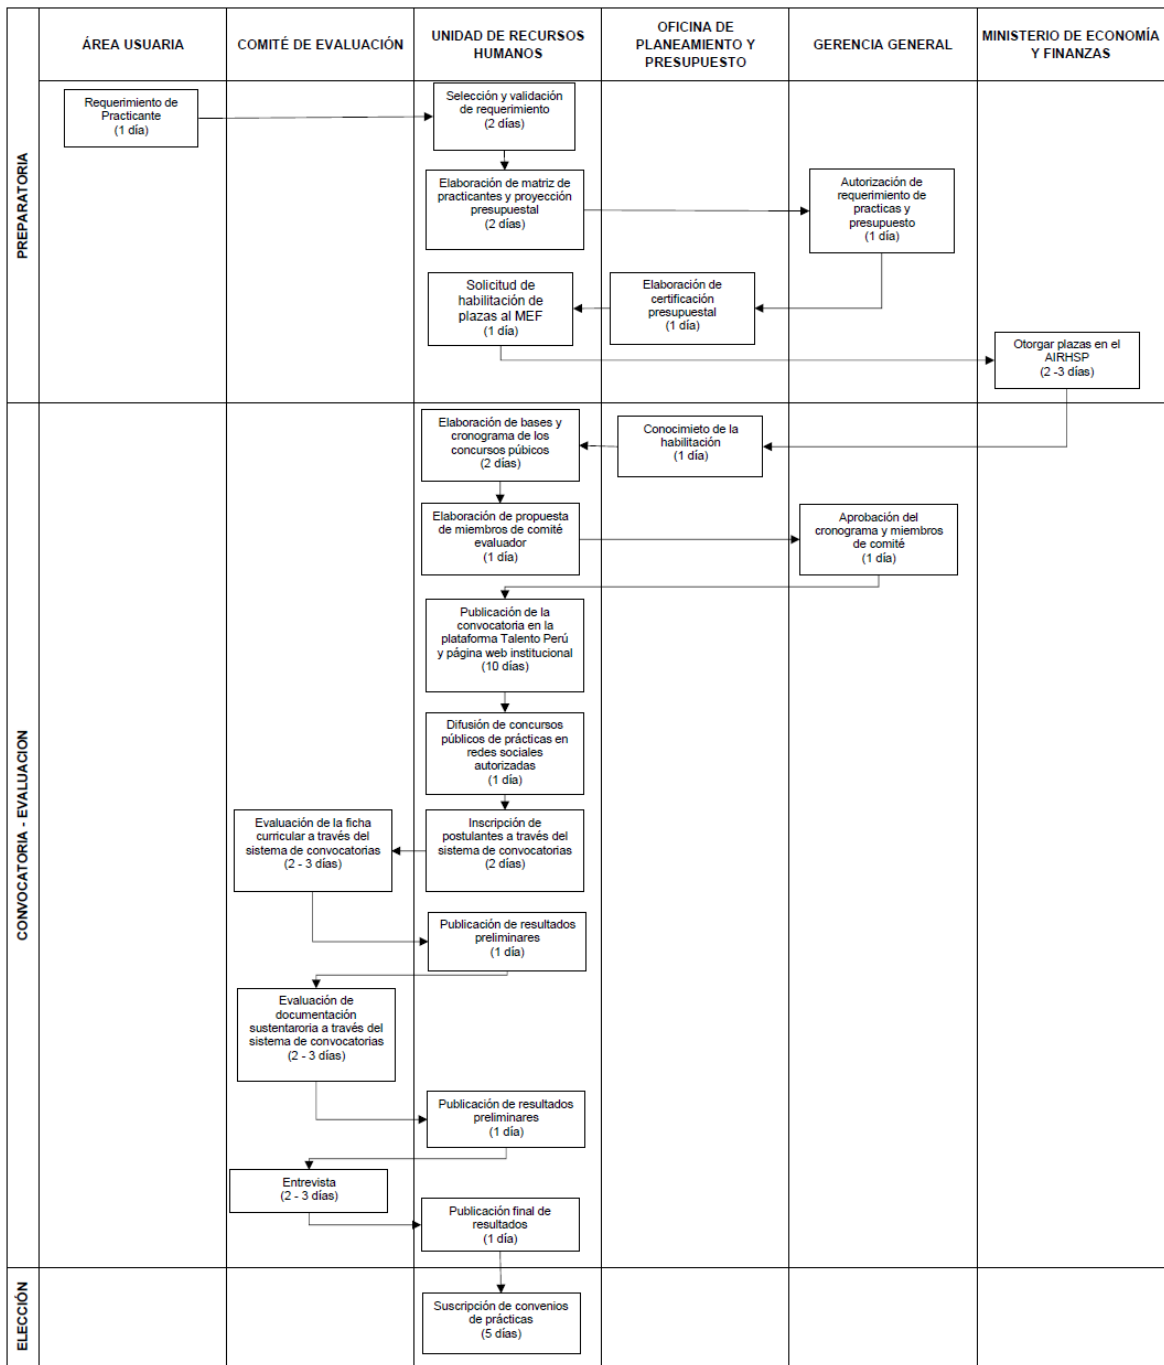 ÁREA USUARIA
COMITÉ DE EVALUACIÓN
UNIDAD DE RECURSOS
HUMANOS
OFICINA DE
PLANEAMIENTO Y
PRESUPUESTO
GERENCIA GENERAL
MINISTERIO DE ECONOMÍA
Y FINANZAS
PREPARATORIA
Requerimiento de
Practicante
(1 día)
Selección y validación
de requerimiento
(2 días)
Elaboración de matriz de
practicantes y proyección
presupuestal
(2 días)
Autorización de
requerimiento de
practicas y
presupuesto
(1 día)
Elaboración de
certificación
presupuestal
(1 día)
Solicitud de
habilitación de
plazas al MEF
(1 día)
Otorgar plazas en el
AIRHSP
(2 -3 días)
CONVOCATORIA - EVALUACION
Conocimieto de la
habilitación
(1 día)
Elaboración de bases y
cronograma de los
concursos púbicos
(2 días)
Elaboración de propuesta
de miembros de comité
evaluador
(1 día)
Aprobación del
cronograma y miembros
de comité
(1 día)
Publicación de la
convocatoria en la
plataforma Talento Perú
y página web institucional
(10 días)
Difusión de concursos
públicos de prácticas en
redes sociales
autorizadas
(1 día)
Inscripción de
postulantes a través del
sistema de convocatorias
(2 días)
Evaluación de la ficha
curricular a través del
sistema de convocatorias
(2 - 3 días)
Publicación de resultados
preliminares
(1 día)
Evaluación de
documentación
sustentaroria a través del
sistema de convocatorias
(2 - 3 días)
Publicación de resultados
preliminares
(1 día)
Entrevista
(2 - 3 días)
Publicación final de
resultados
(1 día)
ELECCIÓN
Suscripción de convenios
de prácticas
(5 días)